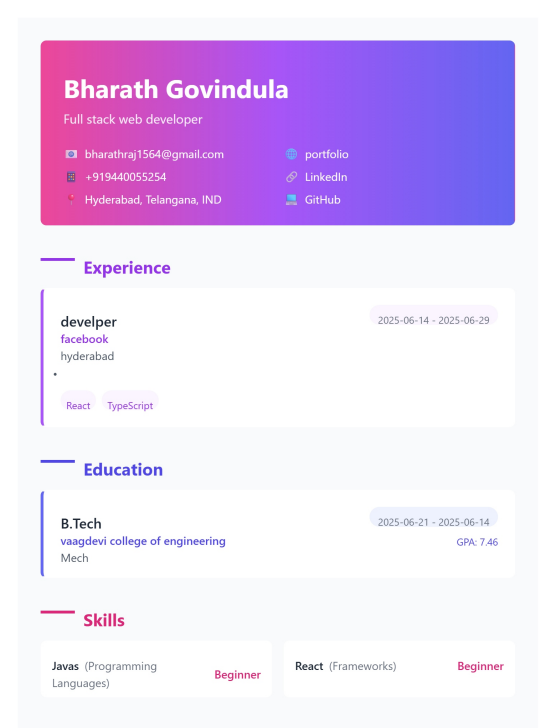 Bharath Govindula
Full stack web developer
bharathraj1564@gmail.com
portfolio
+919440055254
LinkedIn
Hyderabad, Telangana, IND
GitHub
Experience
develper
2025-06-14 - 2025-06-29
facebook
hyderabad
•
React TypeScript
Education
B.Tech
2025-06-21 - 2025-06-14
vaagdevi college of engineering
GPA: 7.46
Mech
Skills
Javas (Programming
Languages)
Beginner
React (Frameworks)
Beginner